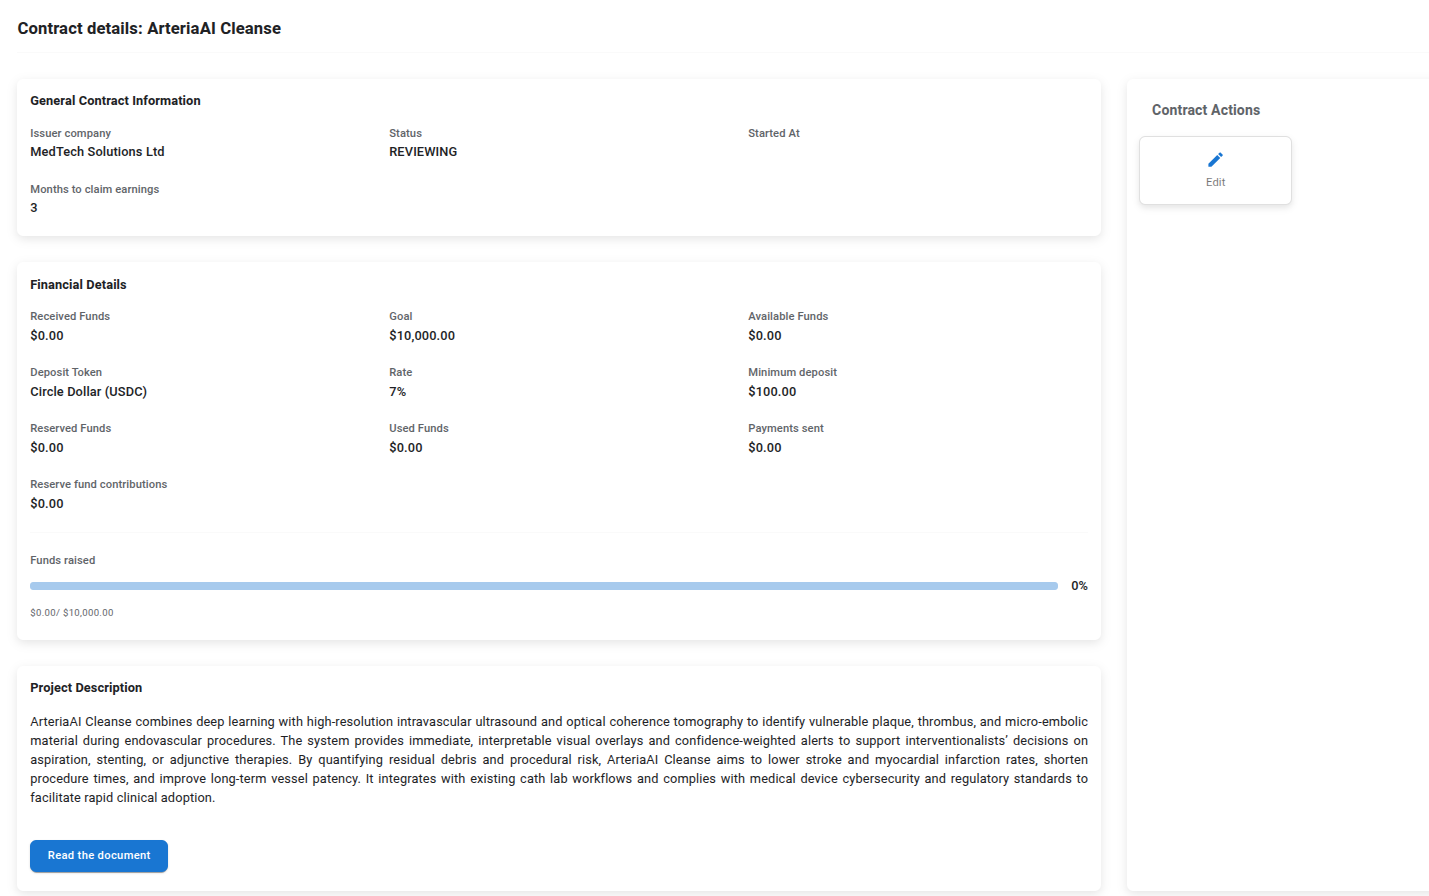 Contract details: ArteriaAI Cleanse
General Contract Information
Issuer company
MedTech Solutions Ltd
Status
REVIEWING
Started At
Months to claim earnings
3
Financial Details
Received Funds
$0.00
Goal
$10,000.00
Available Funds
$0.00
Deposit Token
Circle Dollar (USDC)
Rate
7%
Minimum deposit
$100.00
Reserved Funds
$0.00
Used Funds
$0.00
Payments sent
$0.00
Reserve fund contributions
$0.00
Funds raised
0%
$0.00/ $10,000.00
Project Description
ArteriaAI Cleanse combines deep learning with high-resolution intravascular ultrasound and optical coherence tomography to identify vulnerable plaque, thrombus, and micro-embolic
material during endovascular procedures. The system provides immediate, interpretable visual overlays and confidence-weighted alerts to support interventionalists’ decisions on
aspiration, stenting, or adjunctive therapies. By quantifying residual debris and procedural risk, ArteriaAI Cleanse aims to lower stroke and myocardial infarction rates, shorten
procedure times, and improve long-term vessel patency. It integrates with existing cath lab workflows and complies with medical device cybersecurity and regulatory standards to
facilitate rapid clinical adoption.
Read the document
Contract Actions
Edit